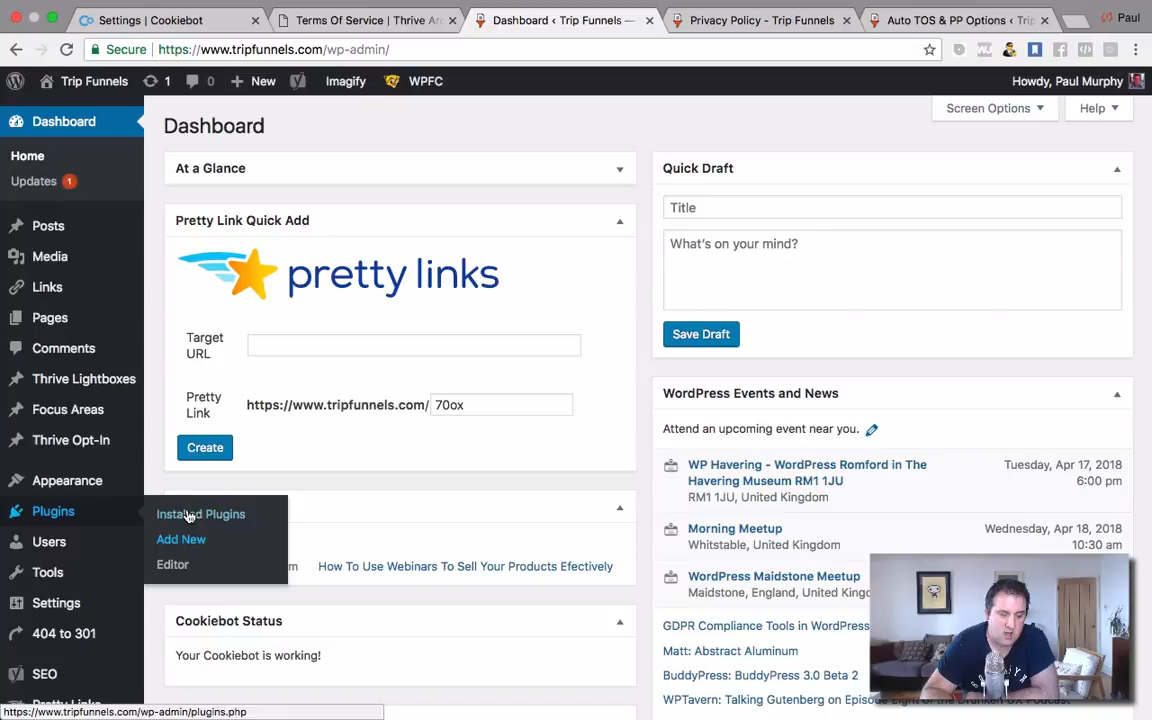 Settings | Cookiebot
Terms Of Service | Thrive Arc
Dashboard ‹ Trip Funnels —
Privacy Policy - Trip Funnels
Auto TOS & PP Options ‹ Trip
Paul
Secure
https://www.tripfunnels.com/wp-admin/
Trip Funnels
1
0
New
Imagify
WPFC
Howdy, Paul Murphy
Dashboard
Home
Updates 1
Posts
Media
Links
Pages
Comments
Thrive Lightboxes
Focus Areas
Thrive Opt-In
Appearance
Plugins
Users
Tools
Settings
404 to 301
SEO
Pretty Links
Installed Plugins
Add New
Editor
Screen Options
Help
Dashboard
At a Glance
Pretty Link Quick Add
pretty links
Target
URL
Pretty
Link
https://www.tripfunnels.com/
70ox
Create
How To Use Webinars To Sell Your Products Efectively
Cookiebot Status
Your Cookiebot is working!
Quick Draft
Title
What's on your mind?
Save Draft
WordPress Events and News
Attend an upcoming event near you.
WP Havering - WordPress Romford in The
Havering Museum RM1 1JU
RM1 1JU, United Kingdom
Tuesday, Apr 17, 2018
6:00 pm
Morning Meetup
Whitstable, United Kingdom
Wednesday, Apr 18, 2018
10:30 am
WordPress Maidstone Meetup
Maidstone, England, United
GDPR Compliance Tools in WordPress
Matt: Abstract Aluminum
BuddyPress: BuddyPress 3.0 Beta 2
WPTavern: Talking Gutenberg on Episode
https://www.tripfunnels.com/wp-admin/plugins.php